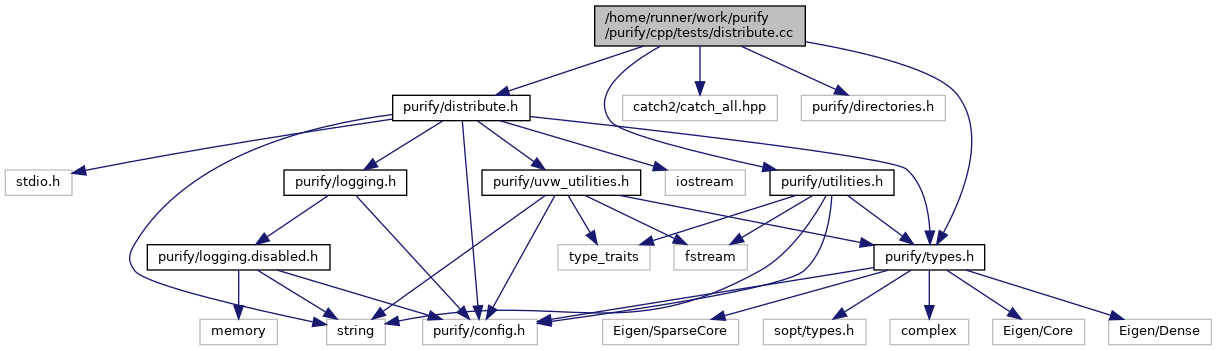 /home/runner/work/purify
/purify/cpp/tests/distribute.cc
purify/distribute.h
catch2/catch_all.hpp
purify/directories.h
stdio.h
purify/logging.h
purify/uvw_utilities.h
iostream
purify/utilities.h
purify/logging.disabled.h
type_traits
fstream
purify/types.h
memory
string
purify/config.h
Eigen/SparseCore
sopt/types.h
complex
Eigen/Core
Eigen/Dense